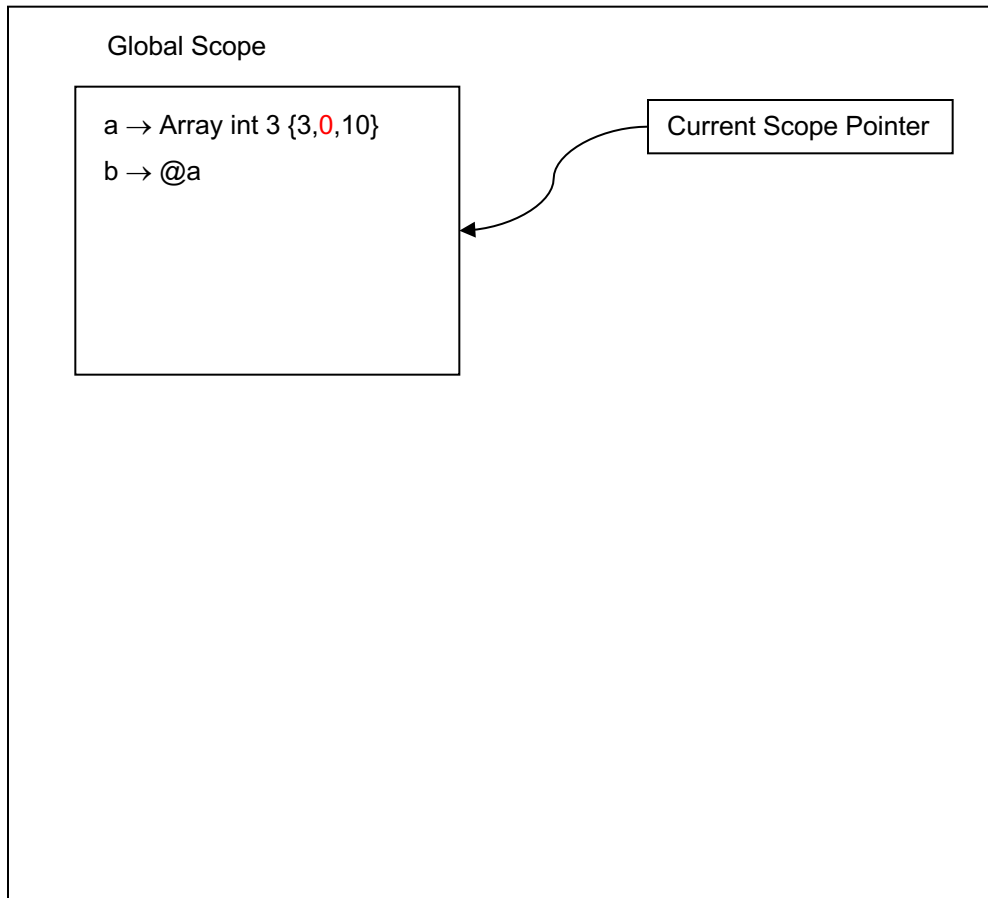 Global Scope
a → Array int 3 {3,0,10}
b → @a
Current Scope Pointer